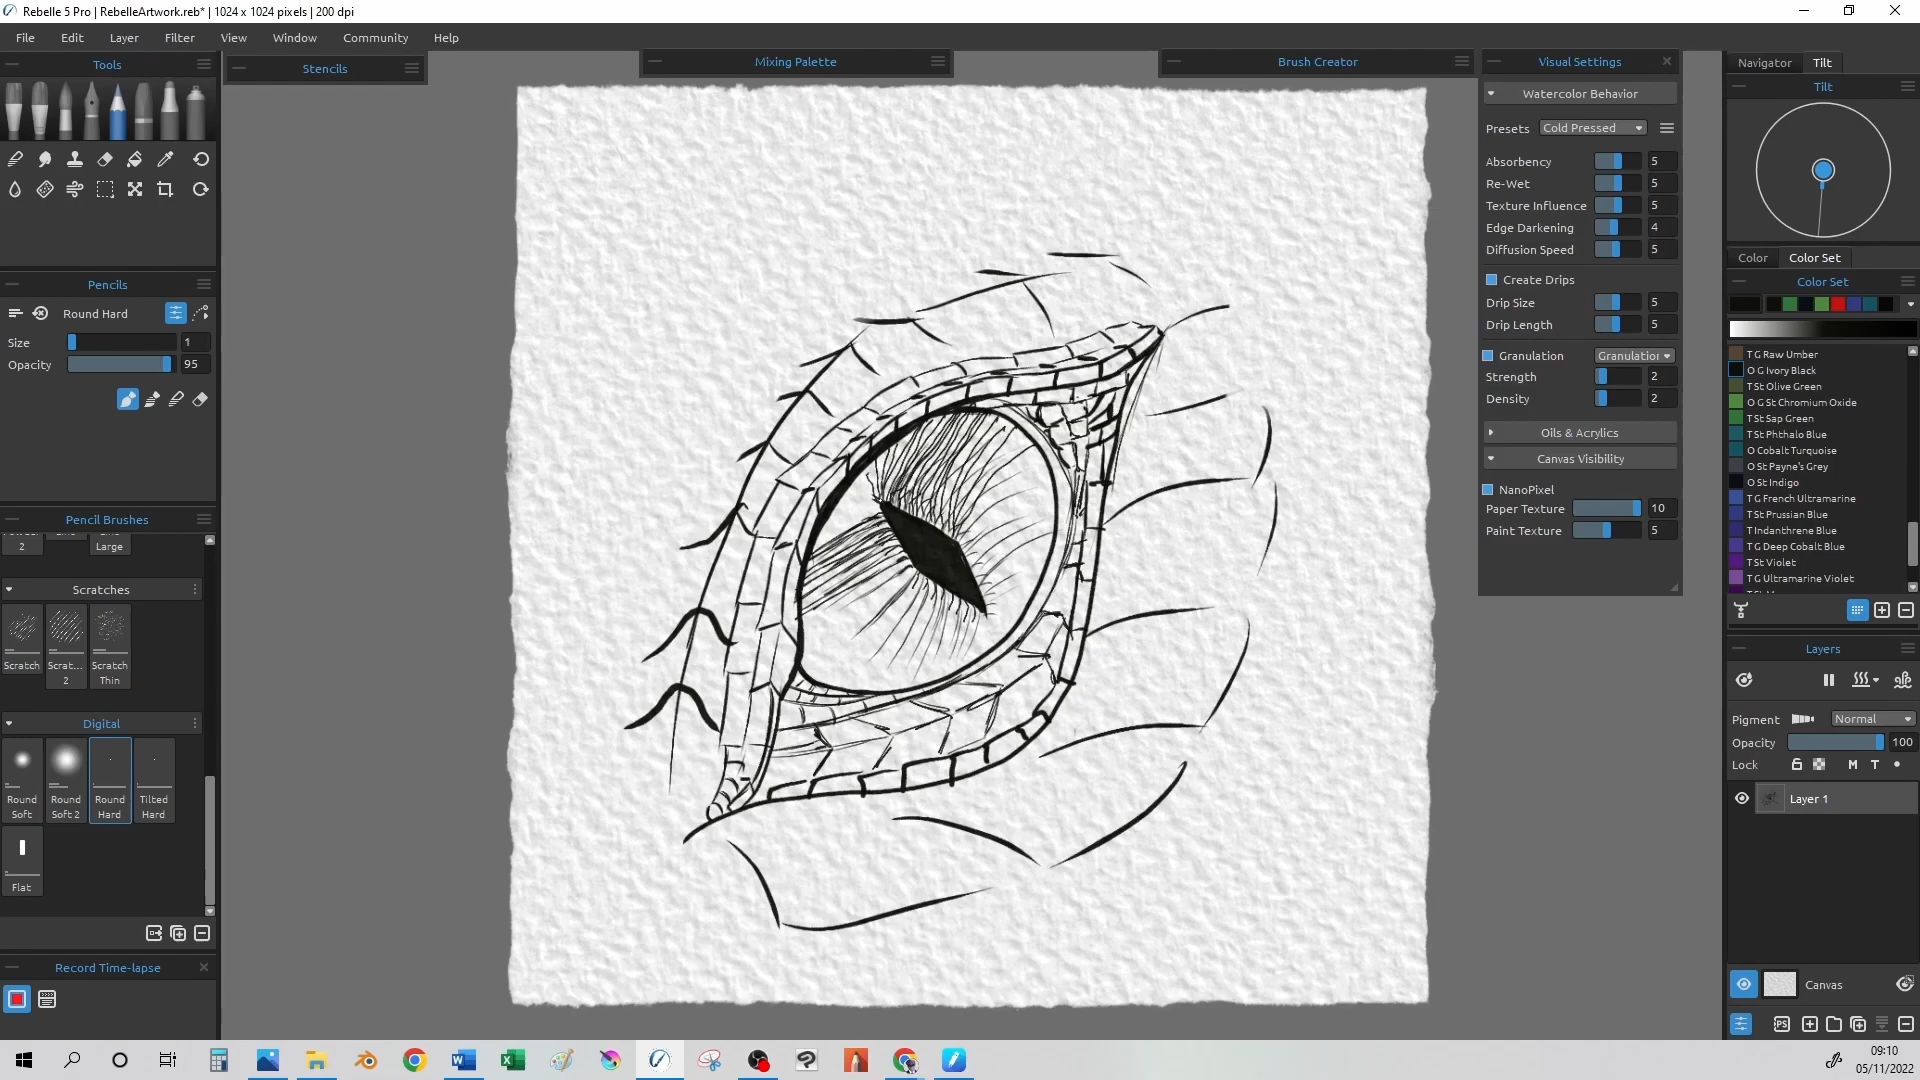 Rebelle 5 Pro | RebelleArtwork.reb* | 1024 x 1024 pixels | 200 dpi
File Edit Layer Filter View Window Community Help
Tools
Stencils
Mixing Palette
Brush Creator
Visual Settings
Navigator Tilt
Tilt
Watercolor Behavior
Presets Cold Pressed
Absorbency 5
Re-Wet 5
Texture Influence 5
Edge Darkening 4
Diffusion Speed 5
Create Drips
Drip Size 5
Drip Length 5
Granulation
Strength 2
Density 2
Oils & Acrylics
Canvas Visibility
NanoPixel
Paper Texture 10
Paint Texture 5
Pencils
Round Hard
Size 1
Opacity 95
Pencil Brushes
2 Large
Scratches
Scratch Scrat... 2 Scratch Thin
Digital
Round Soft
Round Soft 2
Round Hard
Tilted Hard
Flat
Record Time-lapse
Color Color Set
Color Set
T G Raw Umber
O G Ivory Black
T St Olive Green
O G St Chromium Oxide
T St Sap Green
T St Phthalo Blue
O Cobalt Turquoise
O St Payne's Grey
O St Indigo
T G French Ultramarine
T St Prussian Blue
T Indanthrene Blue
T G Deep Cobalt Blue
T St Violet
T G Ultramarine Violet
Layers
Pigment Normal
Opacity 100
Lock M T
Layer 1
Canvas
PS
09:10
05/11/2022